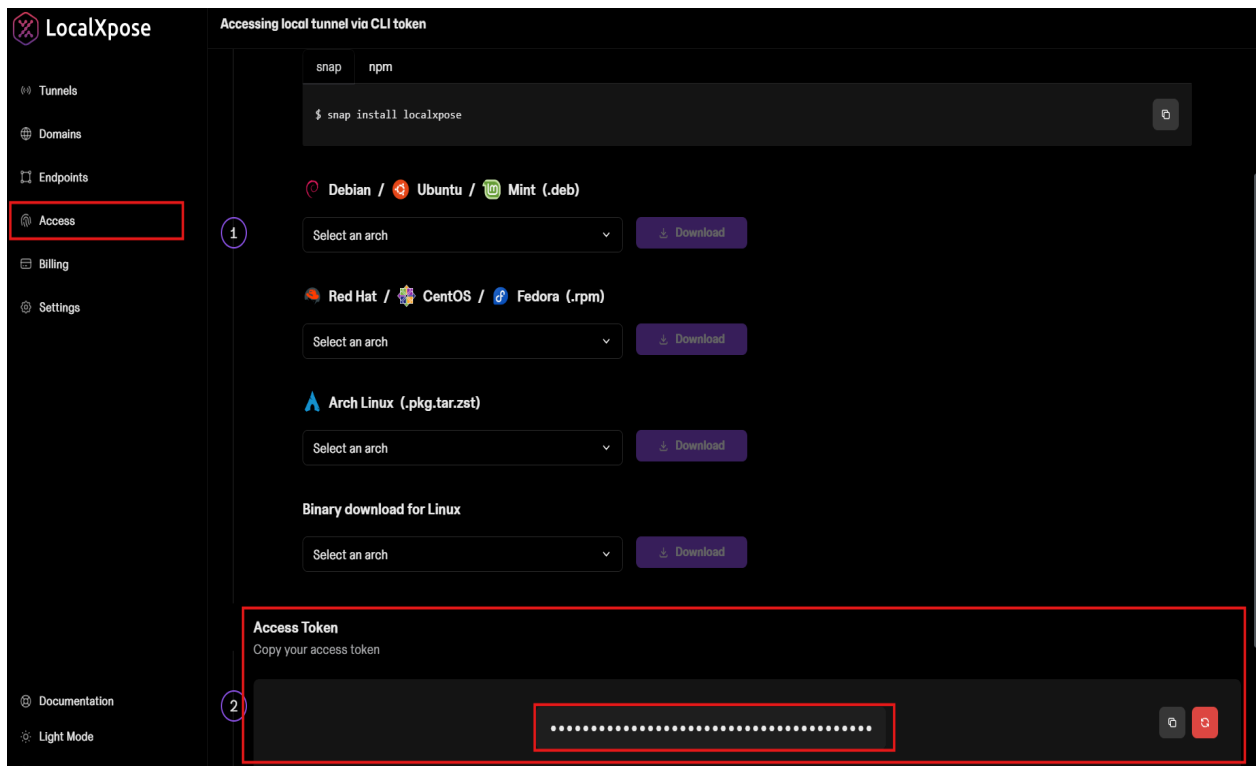 LocalXpose
Accessing local tunnel via CLI token
Tunnels
Domains
Endpoints
Access
Billing
Settings
Documentation
Light Mode
snap npm
$ snap install localxpose
1
Debian / Ubuntu / Mint (.deb)
Select an arch Download
Red Hat / CentOS / Fedora (.rpm)
Select an arch Download
Arch Linux (.pkg.tar.zst)
Select an arch Download
Binary download for Linux
Select an arch Download
2
Access Token
Copy your access token
••••••••••••••••••••••••••••••••••••••••